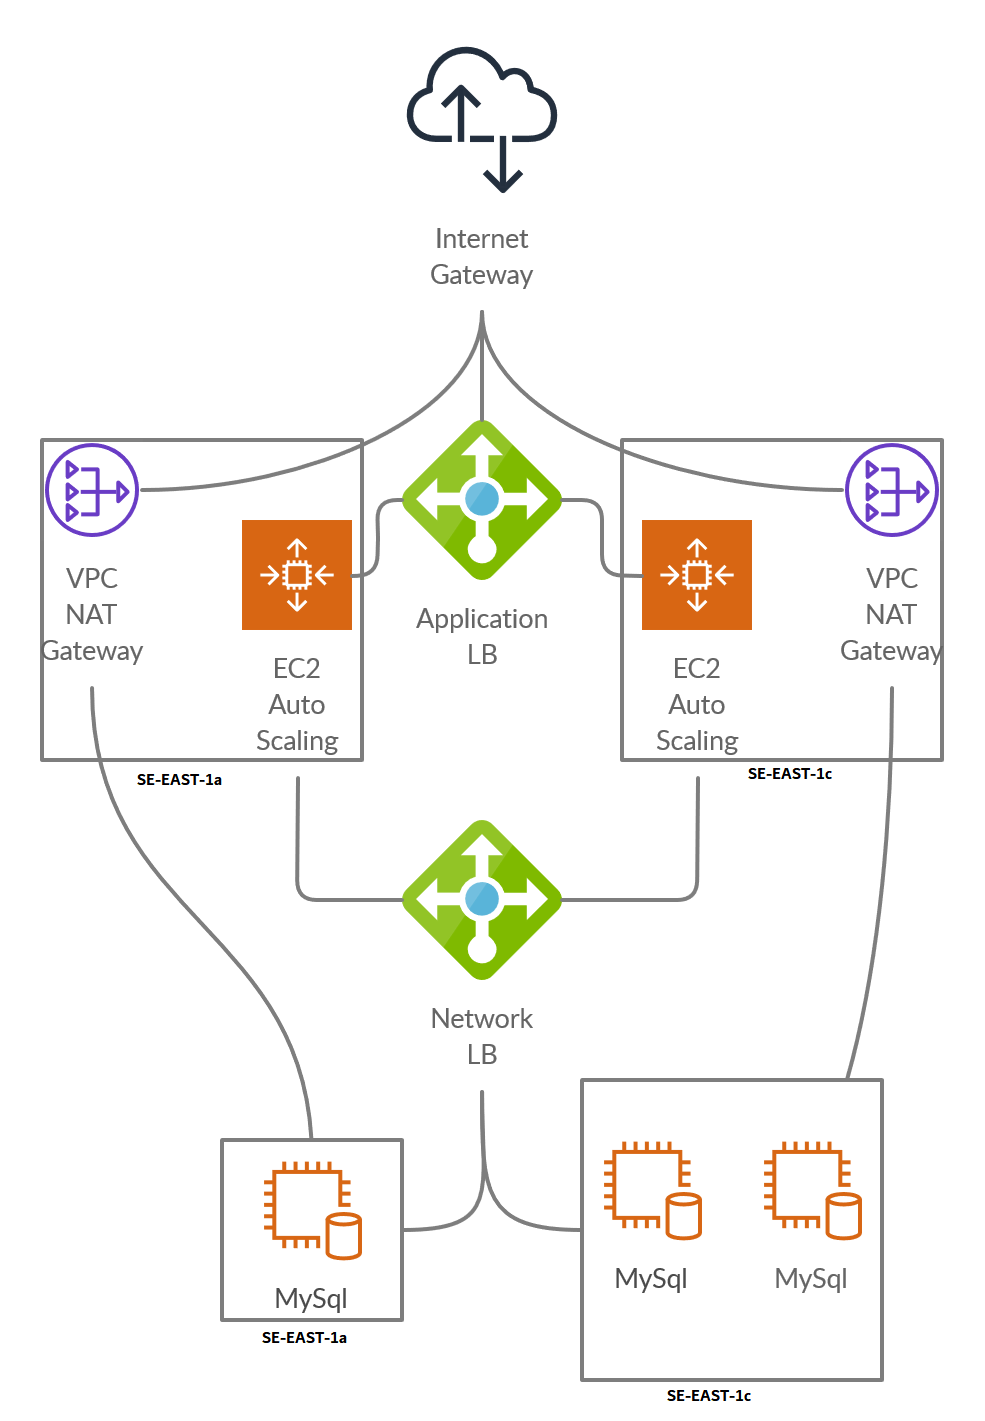 Internet
Gateway
VPC
NAT
Gateway
EC2
Auto
Scaling
SE-EAST-1a
Application
LB
EC2
Auto
Scaling
VPC
NAT
Gateway
SE-EAST-1c
Network
LB
MySql
SE-EAST-1a
MySql
MySql
SE-EAST-1c